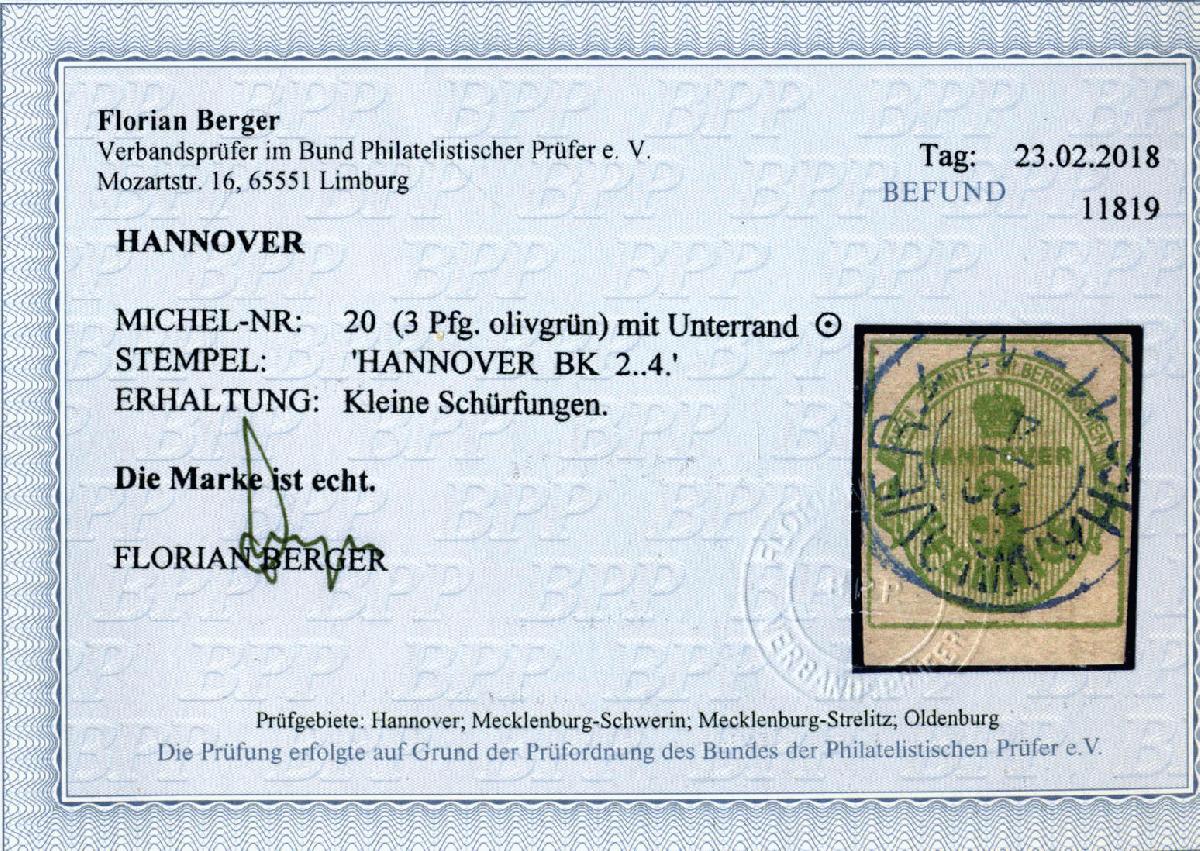 Florian Berger
Verbandsprüfer im Bund Philatelistischer Prüfer e. V.
Mozartstr. 16, 65551 Limburg
Tag: 23.02.2018
BEFUND
11819
HANNOVER
MICHEL-NR: 20 (3 Pfg. olivgrün) mit Unterrand ⊙
STEMPEL: 'HANNOVER BK 2..4.'
ERHALTUNG: Kleine Schürfungen.
Die Marke ist echt.
FLORIAN BERGER
HANNOVER
BPP
VERBANDSPRÜFER
Prüfgebiete: Hannover; Mecklenburg-Schwerin; Mecklenburg-Strelitz; Oldenburg
Die Prüfung erfolgte auf Grund der Prüfordnung des Bundes der Philatelistischen Prüfer e.V.